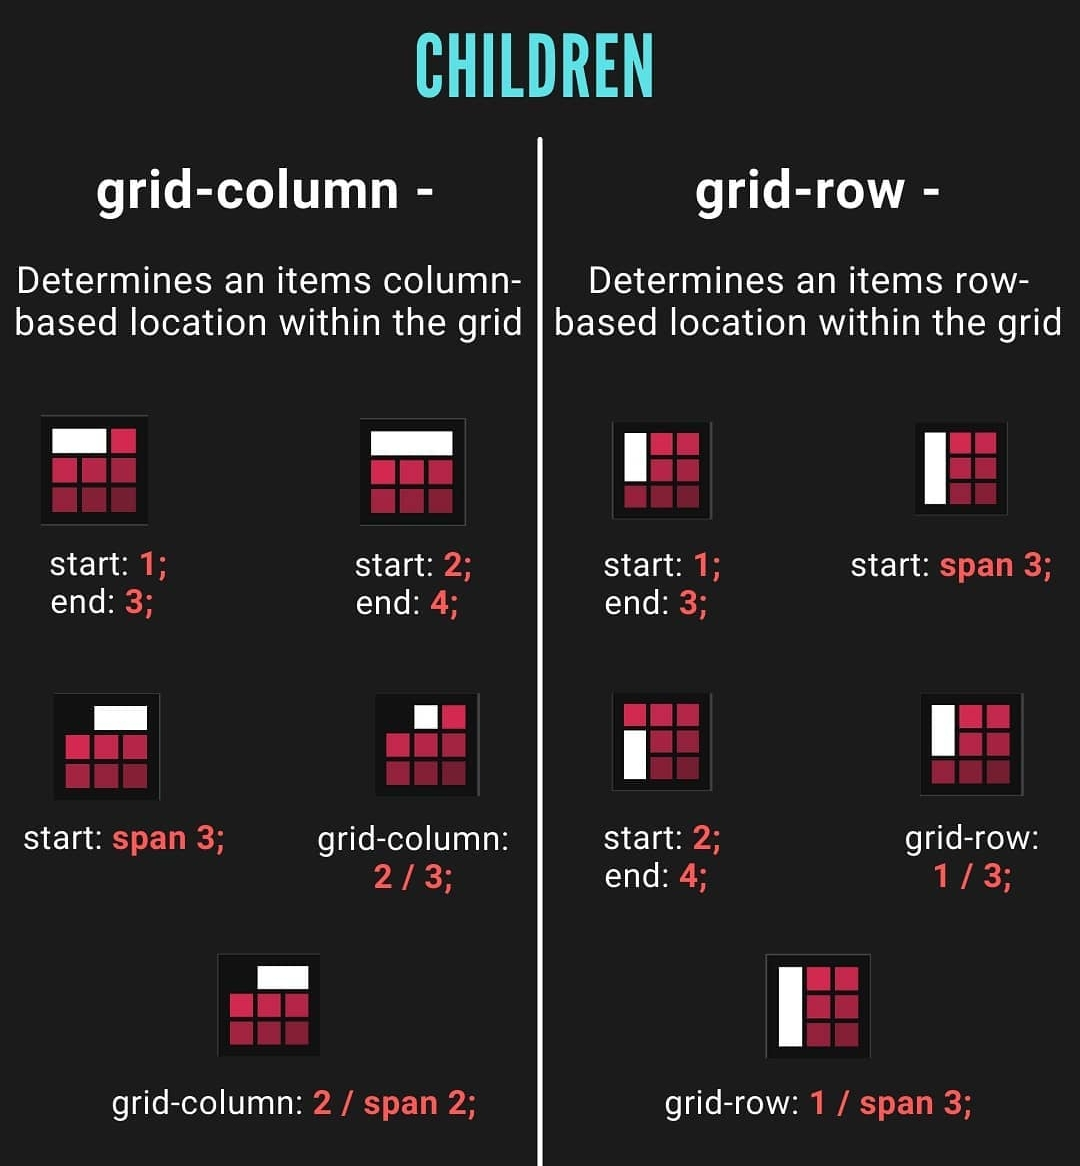 CHILDREN
grid-column -
Determines an items column-
based location within the grid
start: 1;
end: 3;
start: 2;
end: 4;
start: span 3;
grid-column:
2 / 3;
grid-column: 2 / span 2;
grid-row -
Determines an items row-
based location within the grid
start: 1;
end: 3;
start: span 3;
start: 2;
end: 4;
grid-row:
1 / 3;
grid-row: 1 / span 3;